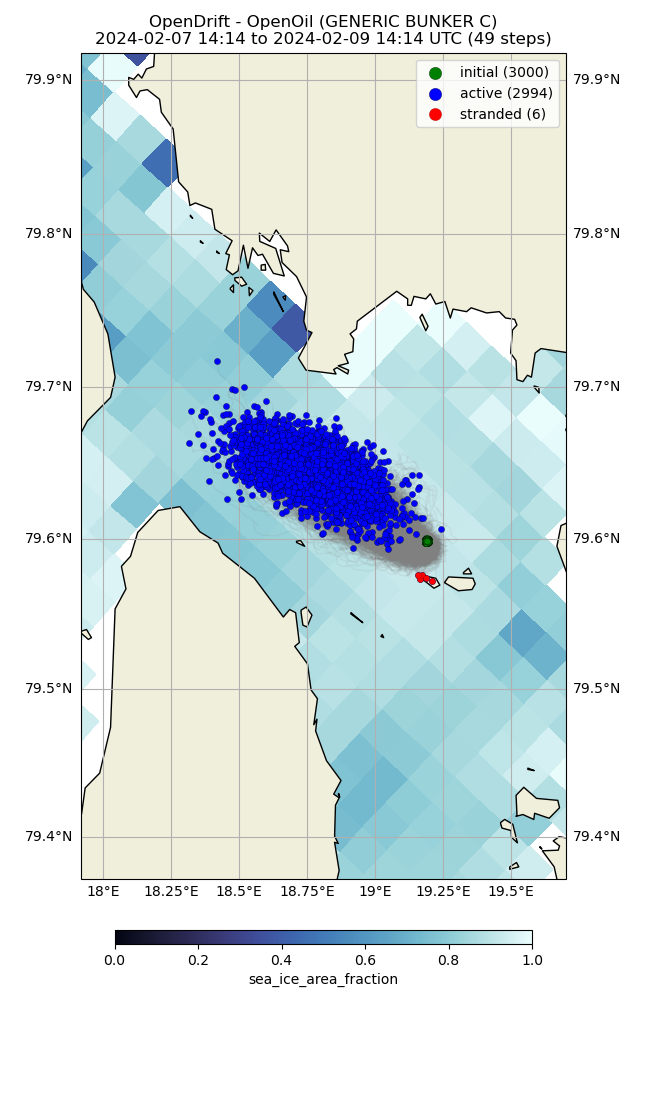 OpenDrift - OpenOil (GENERIC BUNKER C)
2024-02-07 14:14 to 2024-02-09 14:14 UTC (49 steps)
initial (3000)
active (2994)
stranded (6)
79.9°N 79.9°N
79.8°N 79.8°N
79.7°N 79.7°N
79.6°N 79.6°N
79.5°N 79.5°N
79.4°N 79.4°N
18°E 18.25°E 18.5°E 18.75°E 19°E 19.25°E 19.5°E
0.0 0.2 0.4 0.6 0.8 1.0
sea_ice_area_fraction